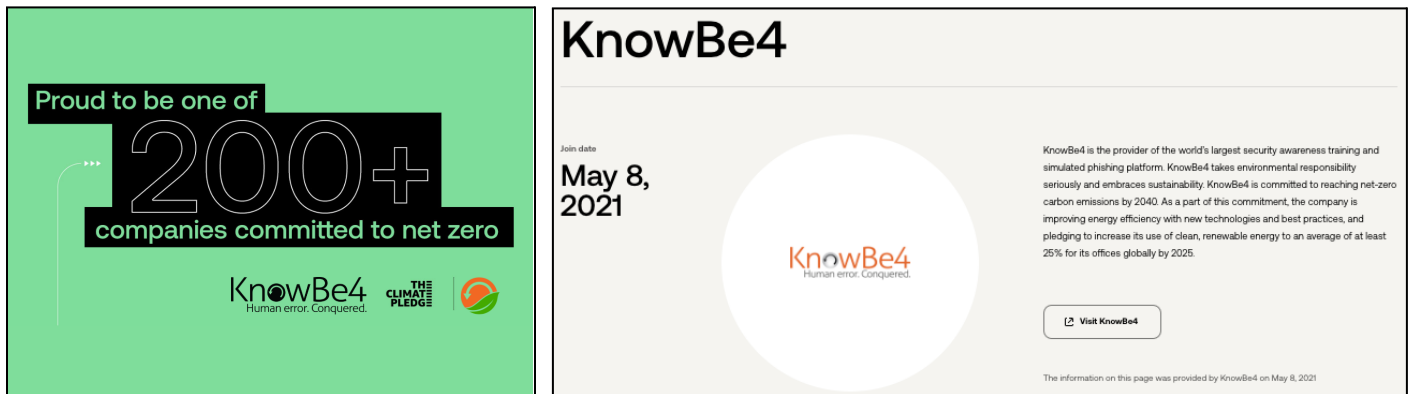 Proud to be one of
200+
companies committed to net zero
KnowBe4
Human error. Conquered.
THE
CLIMATE
PLEDGE
KnowBe4
Join date
May 8,
2021
KnowBe4
Human error. Conquered.
KnowBe4 is the provider of the world's largest security awareness training and
simulated phishing platform. KnowBe4 takes environmental responsibility
seriously and embraces sustainability. KnowBe4 is committed to reaching net-zero
carbon emissions by 2040. As a part of this commitment, the company is
improving energy efficiency with new technologies and best practices, and
pledging to increase its use of clean, renewable energy to an average of at least
25% for its offices globally by 2025.
Visit KnowBe4
The information on this page was provided by KnowBe4 on May 8, 2021